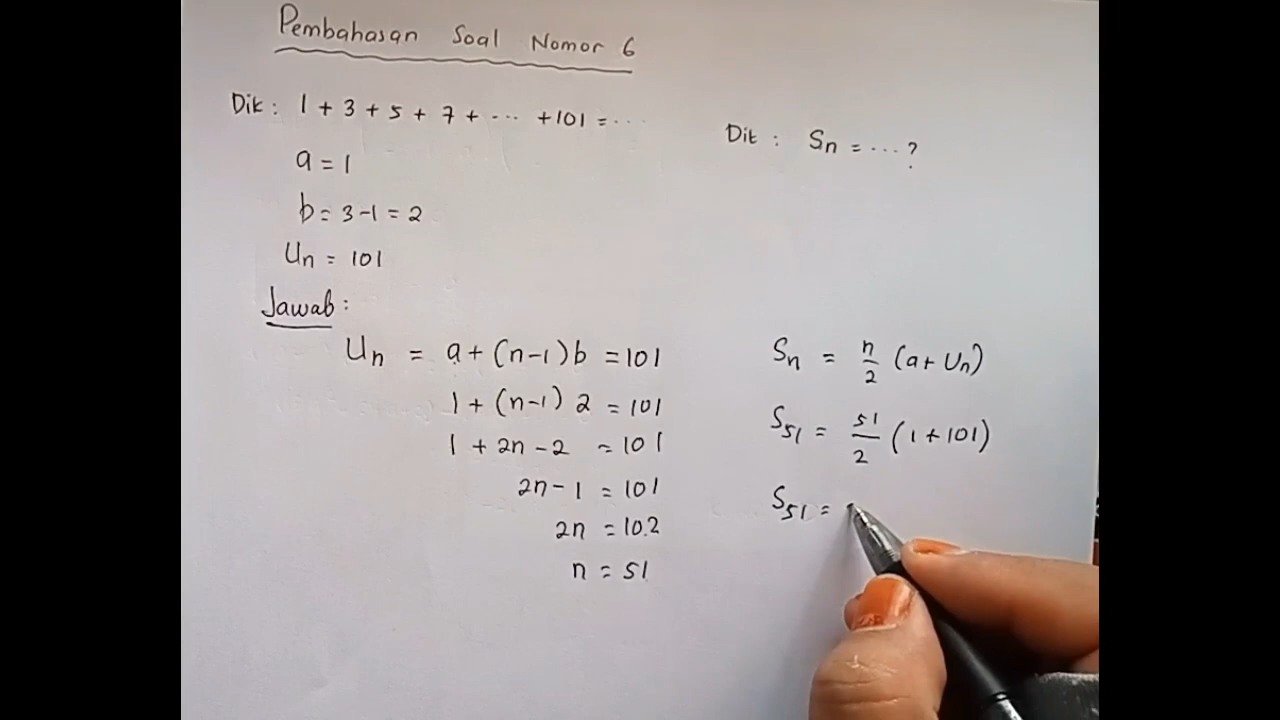 Pembahasan Soal Nomor 6
Dik : 1 + 3 + 5 + 7 + ... + 101 = ...
a = 1
b = 3 - 1 = 2
Un = 101
Dit : Sn = ... ?
Jawab :
Un = a + (n-1) b = 101
1 + (n-1) 2 = 101
1 + 2n - 2 = 101
2n - 1 = 101
2n = 102
n = 51
Sn = n/2 (a + Un)
S51 = 51/2 (1 + 101)
S51 =